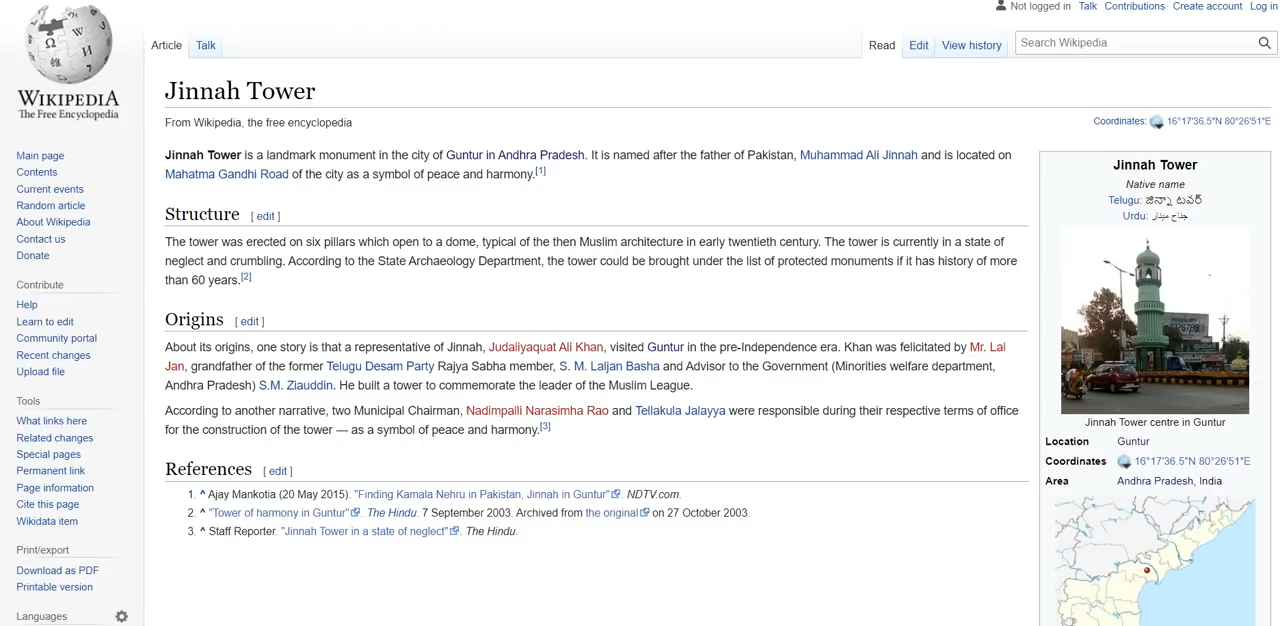 Not logged in Talk Contributions Create account Log in
Article Talk Read Edit View history Search Wikipedia
WIKIPEDIA
The Free Encyclopedia
Main page
Contents
Current events
Random article
About Wikipedia
Contact us
Donate
Contribute
Help
Learn to edit
Community portal
Recent changes
Upload file
Tools
What links here
Related changes
Special pages
Permanent link
Page information
Cite this page
Wikidata item
Print/export
Download as PDF
Printable version
Languages
Jinnah Tower
From Wikipedia, the free encyclopedia
Coordinates: 16°17'36.5"N 80°26'51"E
Jinnah Tower is a landmark monument in the city of Guntur in Andhra Pradesh. It is named after the father of Pakistan, Muhammad Ali Jinnah and is located on
Mahatma Gandhi Road of the city as a symbol of peace and harmony.[1]
Structure [ edit ]
The tower was erected on six pillars which open to a dome, typical of the then Muslim architecture in early twentieth century. The tower is currently in a state of
neglect and crumbling. According to the State Archaeology Department, the tower could be brought under the list of protected monuments if it has history of more
than 60 years.[2]
Origins [ edit ]
About its origins, one story is that a representative of Jinnah, Judaliyaquat Ali Khan, visited Guntur in the pre-Independence era. Khan was felicitated by Mr. Lal
Jan, grandfather of the former Telugu Desam Party Rajya Sabha member, S. M. Laljan Basha and Advisor to the Government (Minorities welfare department,
Andhra Pradesh) S.M. Ziauddin. He built a tower to commemorate the leader of the Muslim League.
According to another narrative, two Municipal Chairman, Nadimpalli Narasimha Rao and Tellakula Jalayya were responsible during their respective terms of office
for the construction of the tower — as a symbol of peace and harmony.[3]
References [ edit ]
1. ^ Ajay Mankotia (20 May 2015). "Finding Kamala Nehru in Pakistan, Jinnah in Guntur". NDTV.com.
2. ^ "Tower of harmony in Guntur". The Hindu. 7 September 2003. Archived from the original on 27 October 2003.
3. ^ Staff Reporter. "Jinnah Tower in a state of neglect". The Hindu.
Jinnah Tower
Native name
Telugu: జిన్నా టవర్
Urdu: جناح مینار
Jinnah Tower centre in Guntur
Location Guntur
Coordinates 16°17'36.5"N 80°26'51"E
Area Andhra Pradesh, India